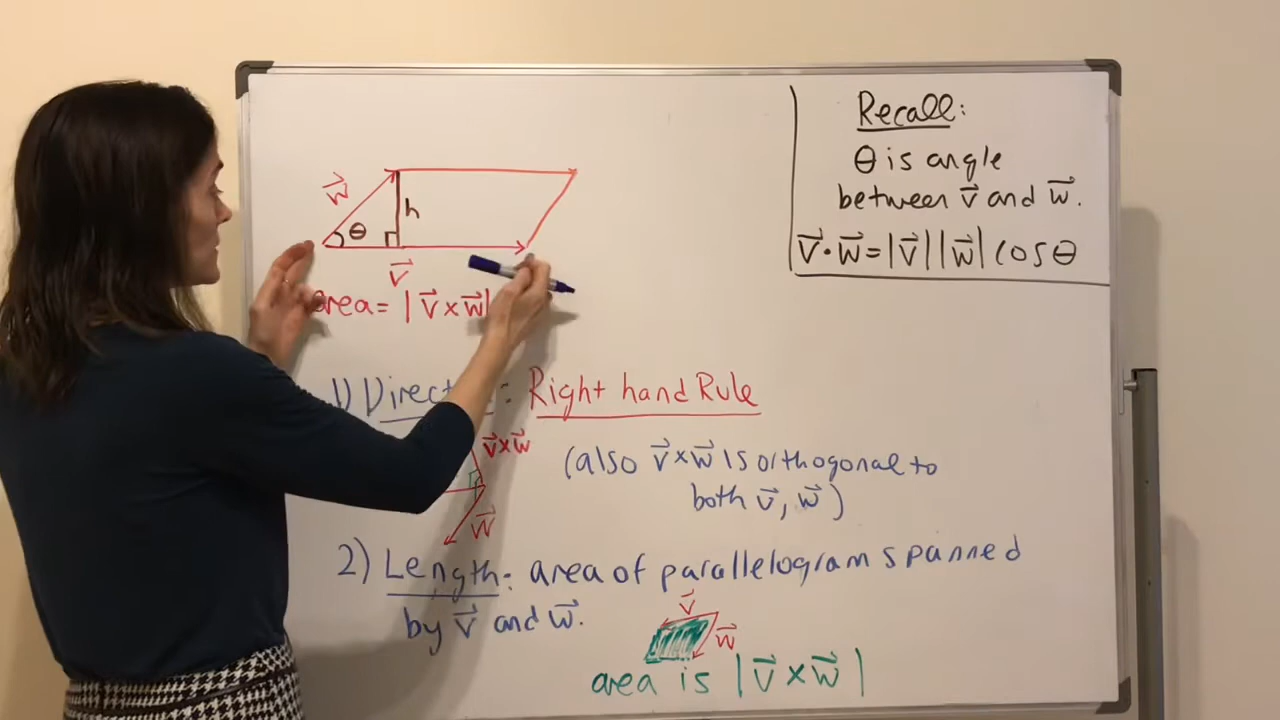 w⃗
h
θ
v⃗
area = |v⃗ × w⃗|
Recall:
θ is angle
between v⃗ and w⃗.
v⃗ · w⃗ = |v⃗| |w⃗| cos θ
1) : Right hand Rule
v⃗ × w⃗
w⃗
(also v⃗ × w⃗ is orthogonal to
both v⃗, w⃗)
2) Length: area of parallelogram spanned
by v⃗ and w⃗.
v⃗
w⃗
area is |v⃗ × w⃗|